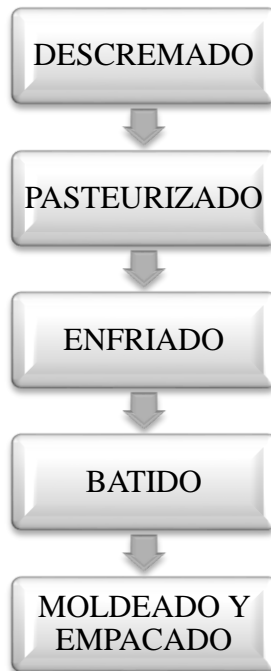 DESCREMADO
PASTEURIZADO
ENFRIADO
BATIDO
MOLDEADO Y
EMPACADO